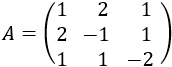 A = 
1 2 1
2 −1 1
1 1 −2